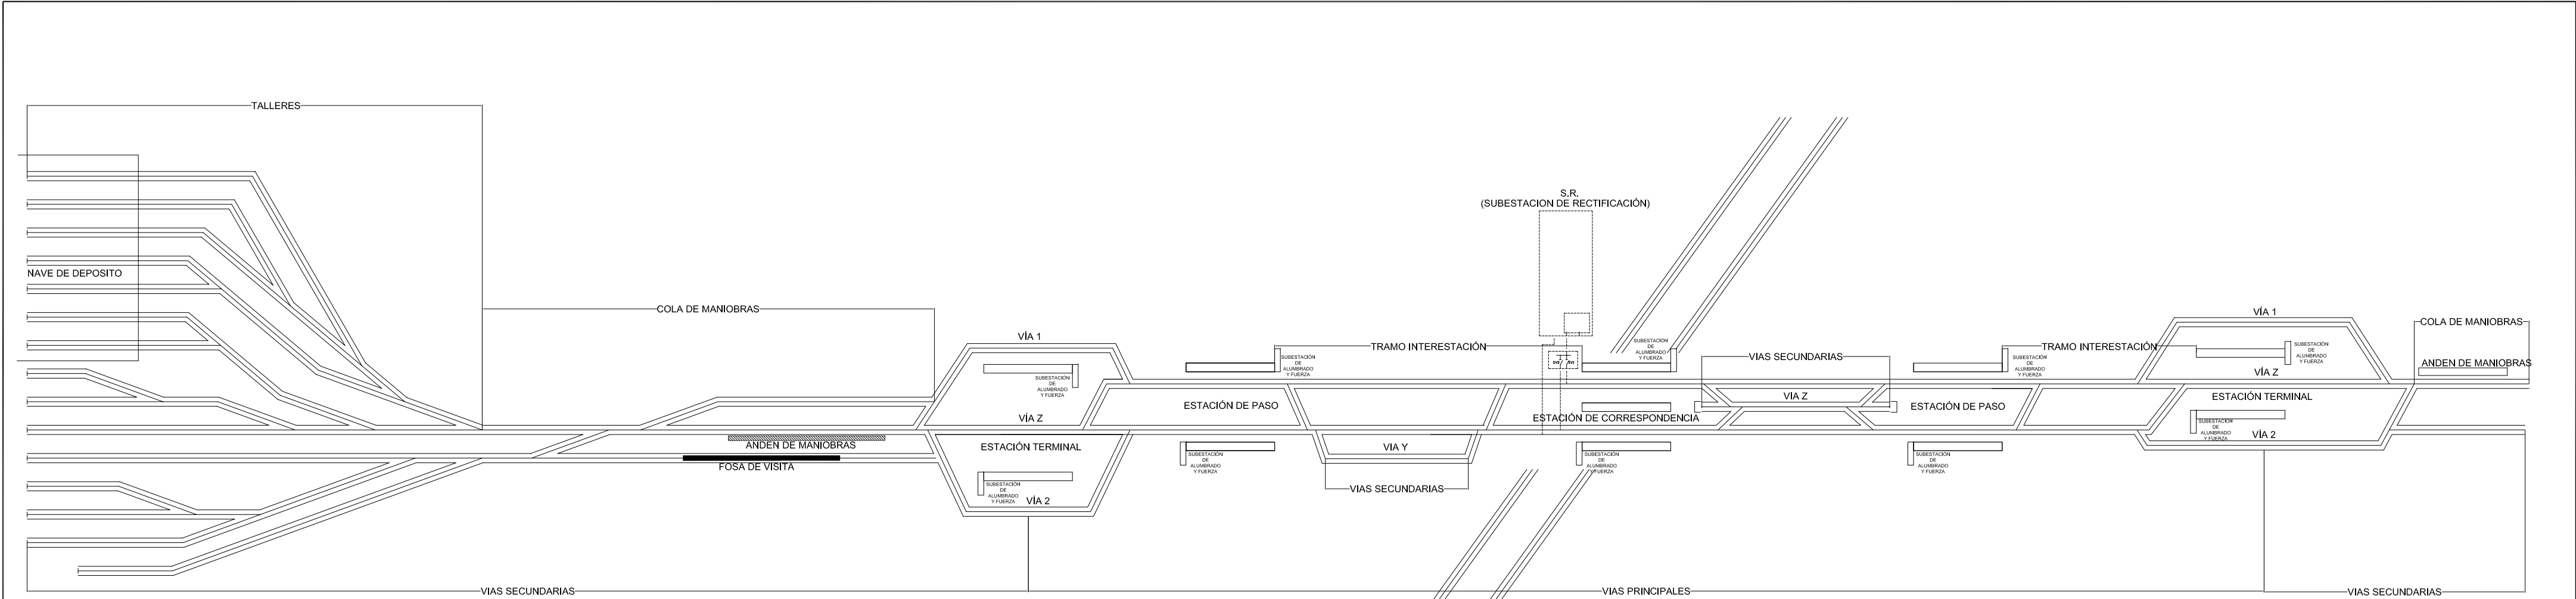 TALLERES
NAVE DE DEPOSITO
COLA DE MANIOBRAS
ANDEN DE MANIOBRAS
FOSA DE VISITA
VÍA 1
SUBESTACIÓN
DE
ALUMBRADO
Y FUERZA
VÍA Z
ESTACIÓN TERMINAL
SUBESTACIÓN
DE
ALUMBRADO
Y FUERZA
VÍA 2
SUBESTACIÓN
DE
ALUMBRADO
Y FUERZA
ESTACIÓN DE PASO
SUBESTACIÓN
DE
ALUMBRADO
Y FUERZA
TRAMO INTERESTACIÓN
VIA Y
VIAS SECUNDARIAS
S.R.
(SUBESTACION DE RECTIFICACIÓN)
SUBESTACIÓN
DE
ALUMBRADO
Y FUERZA
ESTACIÓN DE CORRESPONDENCIA
SUBESTACIÓN
DE
ALUMBRADO
Y FUERZA
VIAS SECUNDARIAS
VIA Z
SUBESTACIÓN
DE
ALUMBRADO
Y FUERZA
ESTACIÓN DE PASO
SUBESTACIÓN
DE
ALUMBRADO
Y FUERZA
TRAMO INTERESTACIÓN
VÍA 1
SUBESTACIÓN
DE
ALUMBRADO
Y FUERZA
VÍA Z
ESTACIÓN TERMINAL
SUBESTACIÓN
DE
ALUMBRADO
Y FUERZA
VÍA 2
COLA DE MANIOBRAS
ANDEN DE MANIOBRAS
VIAS SECUNDARIAS
VIAS PRINCIPALES
VIAS SECUNDARIAS